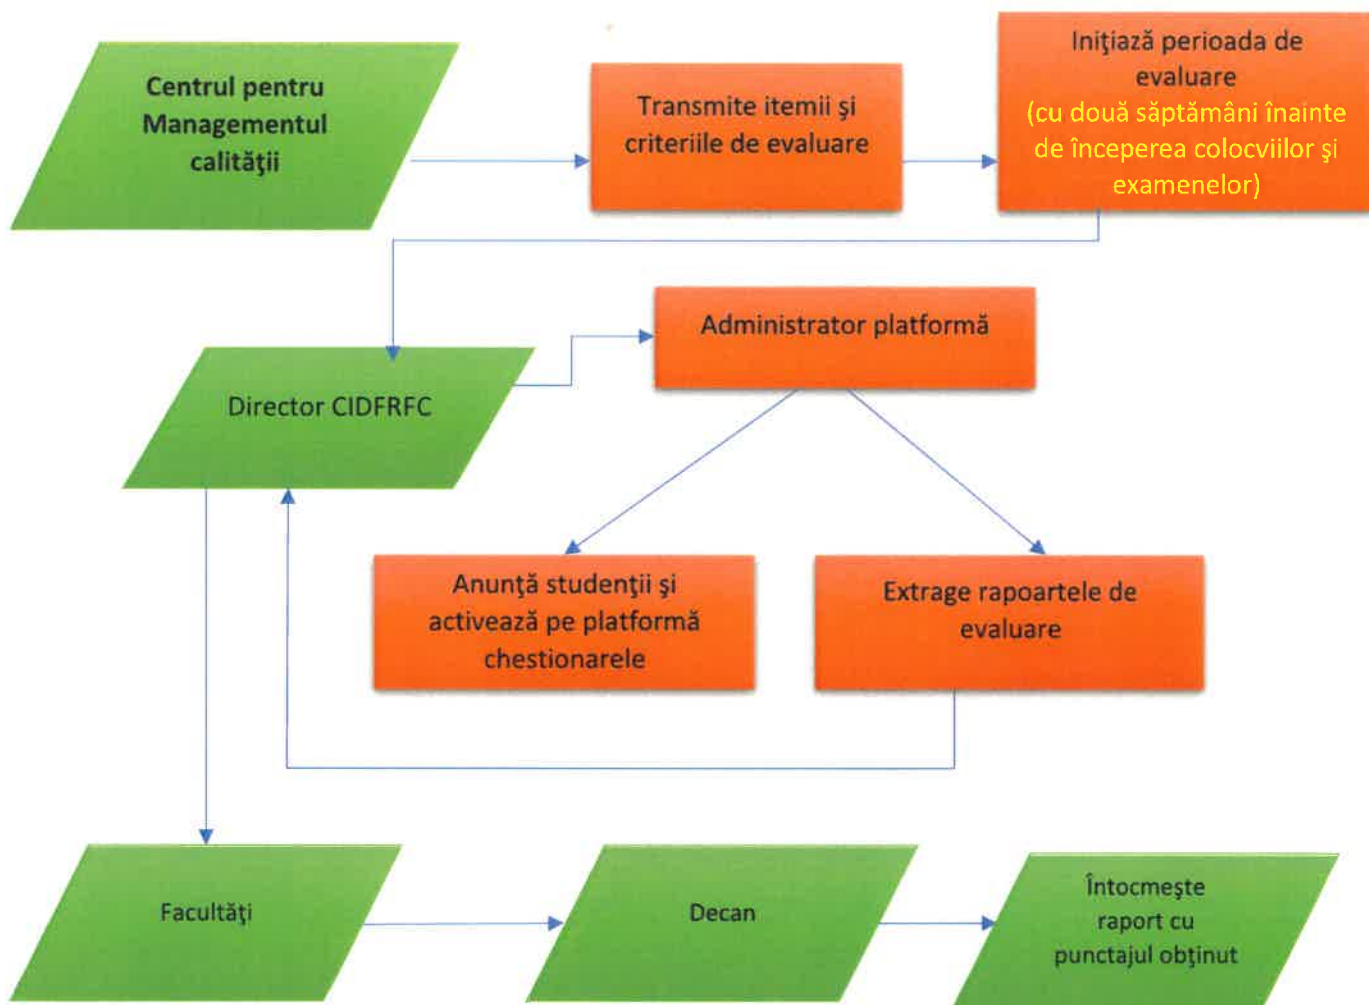 Centrul pentru
Managementul
calităţii
Transmite itemii şi
criteriile de evaluare
Iniţiază perioada de
evaluare
(cu două săptămâni înainte
de începerea colocviilor şi
examenelor)
Administrator platformă
Director CIDFRFC
Anunţă studenţii şi
activează pe platformă
chestionarele
Extrage rapoartele de
evaluare
Facultăţi
Decan
Întocmește
raport cu
punctajul obţinut